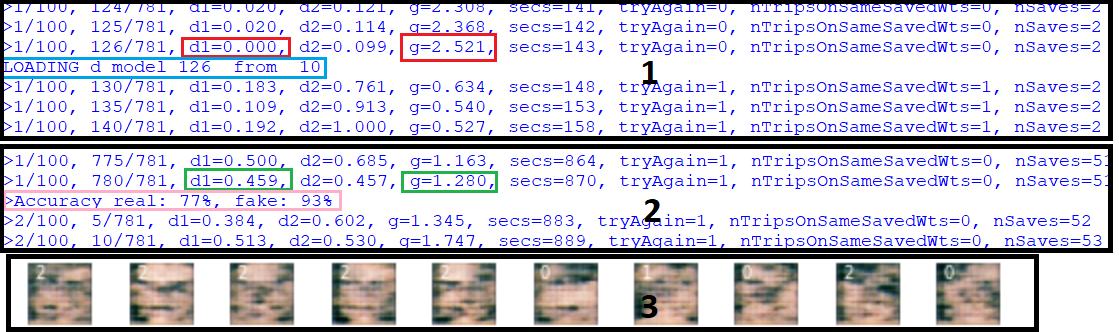 >1/100, 124/781, d1=0.020, d2=0.121, g=2.308, secs=141, tryAgain=0, nTripsOnSameSavedWts=0, nSaves=2
>1/100, 125/781, d1=0.020, d2=0.114, g=2.368, secs=142, tryAgain=0, nTripsOnSameSavedWts=0, nSaves=2
>1/100, 126/781, d1=0.000, d2=0.099, g=2.521, secs=143, tryAgain=0, nTripsOnSameSavedWts=0, nSaves=2
LOADING d model 126 from 10
1
>1/100, 130/781, d1=0.183, d2=0.761, g=0.634, secs=148, tryAgain=1, nTripsOnSameSavedWts=1, nSaves=2
>1/100, 135/781, d1=0.109, d2=0.913, g=0.540, secs=153, tryAgain=1, nTripsOnSameSavedWts=1, nSaves=2
>1/100, 140/781, d1=0.192, d2=1.000, g=0.527, secs=158, tryAgain=1, nTripsOnSameSavedWts=1, nSaves=2
>1/100, 775/781, d1=0.500, d2=0.685, g=1.163, secs=864, tryAgain=1, nTripsOnSameSavedWts=0, nSaves=51
>1/100, 780/781, d1=0.459, d2=0.457, g=1.280, secs=870, tryAgain=1, nTripsOnSameSavedWts=0,
>Accuracy real: 77%, fake: 93%
2
>2/100, 5/781, d1=0.384, d2=0.602, g=1.345, secs=883, tryAgain=1, nTripsOnSameSavedWts=0, nSaves=52
>2/100, 10/781, d1=0.513, d2=0.530, g=1.747, secs=889, tryAgain=1, nTripsOnSameSavedWts=0, nSaves=53
2 2 2 2 2 0 1 0 2 0
3